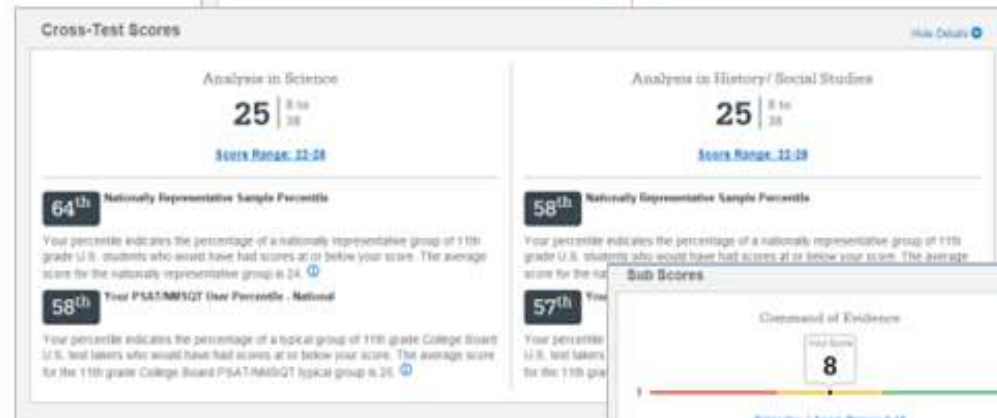 Cross-Test Scores
Hide Details
Analysis in Science
25 8 to 38
Score Range: 22-28
64th Nationally Representative Sample Percentile
Your percentile indicates the percentage of a nationally representative group of 11th
grade U.S. students who would have had scores at or below your score. The average
score for the nationally representative group is 24.
58th Your PSAT/NMSQT User Percentile - National
Your percentile indicates the percentage of a typical group of 11th grade College Board
U.S. test takers who would have had scores at or below your score. The average score
for the 11th grade College Board PSAT/NMSQT typical group is 25.
Analysis in History/ Social Studies
25 8 to 38
Score Range: 22-28
58th Nationally Representative Sample Percentile
Your percentile indicates the percentage of a nationally representative group of 11th
grade U.S. students who would have had scores at or below your score. The average
score for the na
57th You
Your percentile
U.S. test takers
for the 11th grade
Sub Scores
Command of Evidence
Your Score
8
1